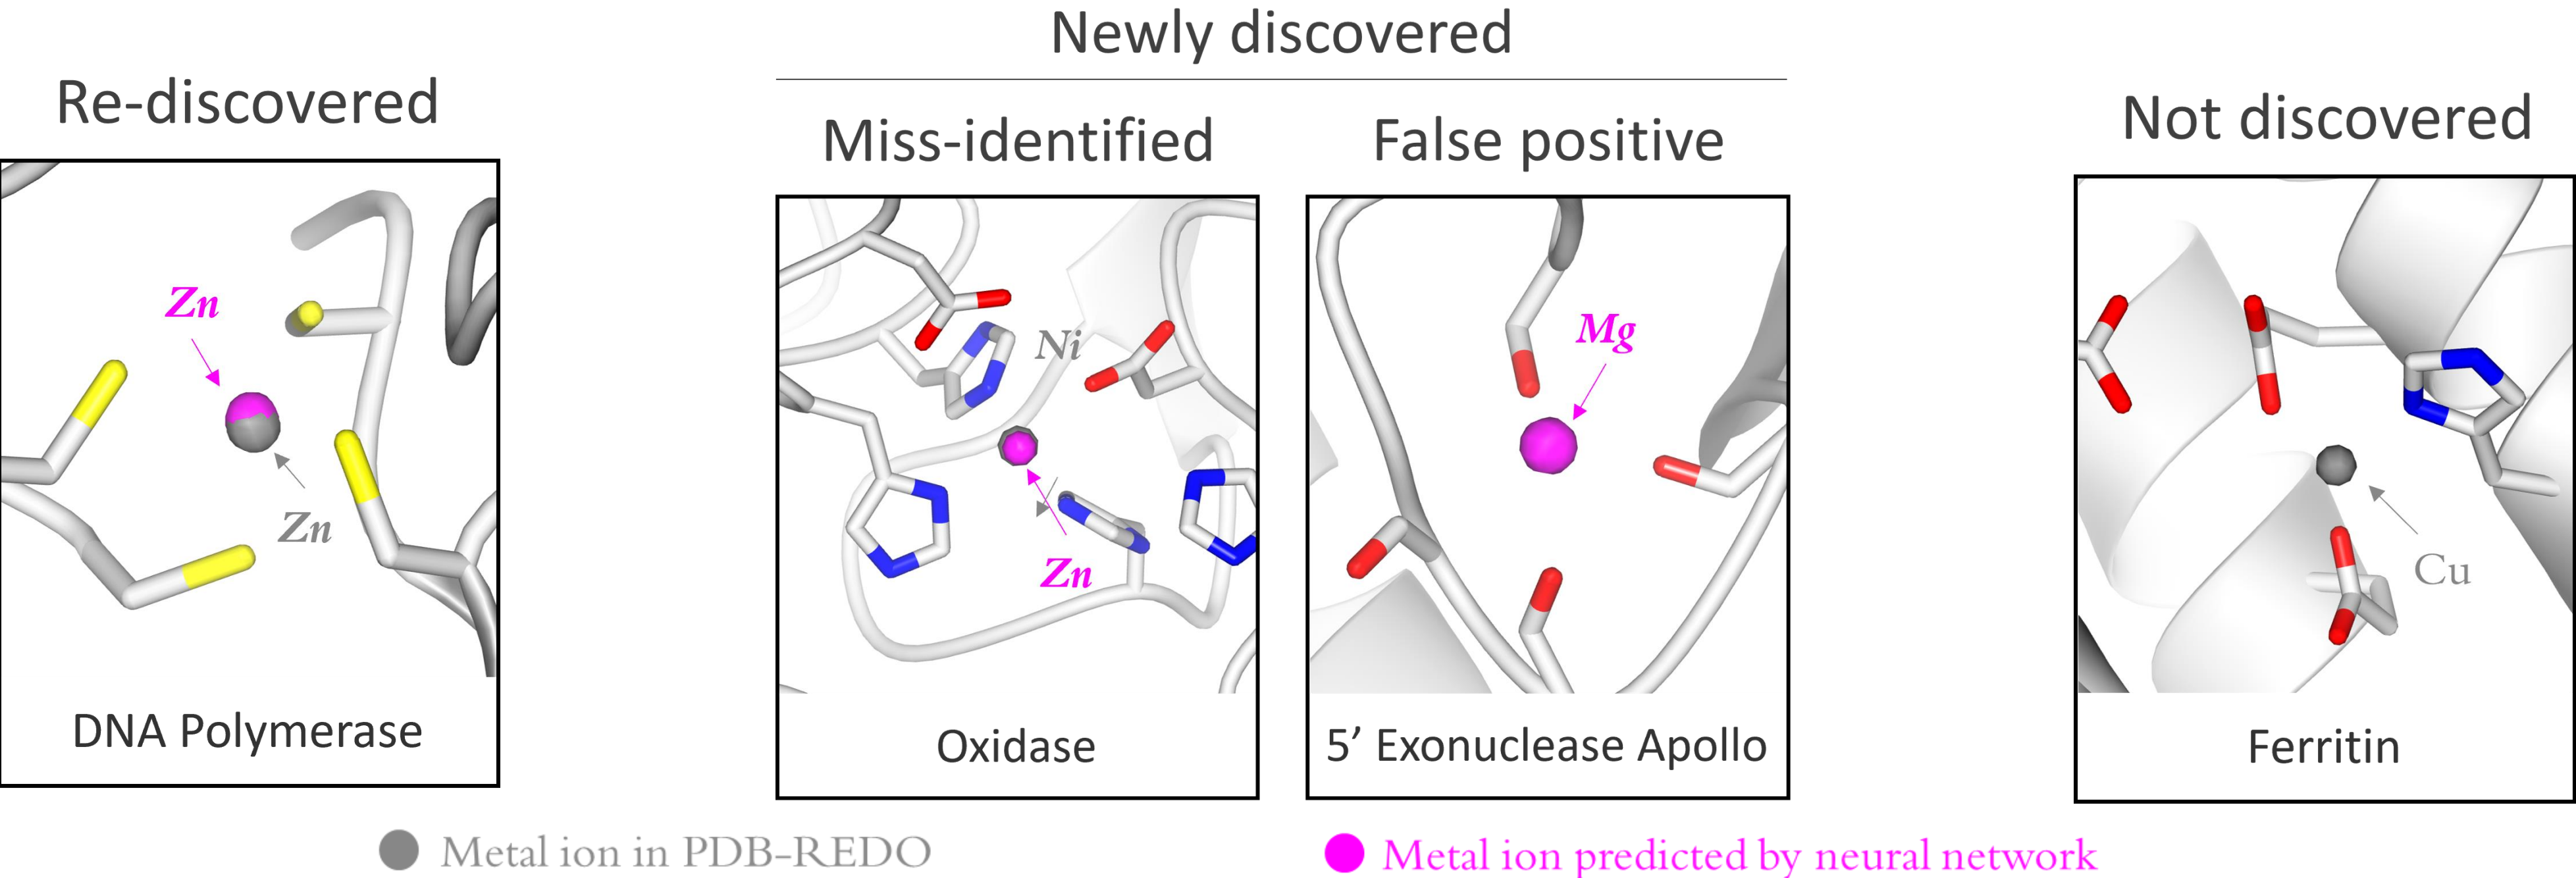 Newly discovered
Re-discovered
Miss-identified
False positive
Not discovered
Zn
Zn
DNA Polymerase
Ni
Zn
Oxidase
Mg
5’ Exonuclease Apollo
Cu
Ferritin
Metal ion in PDB-REDO
Metal ion predicted by neural network